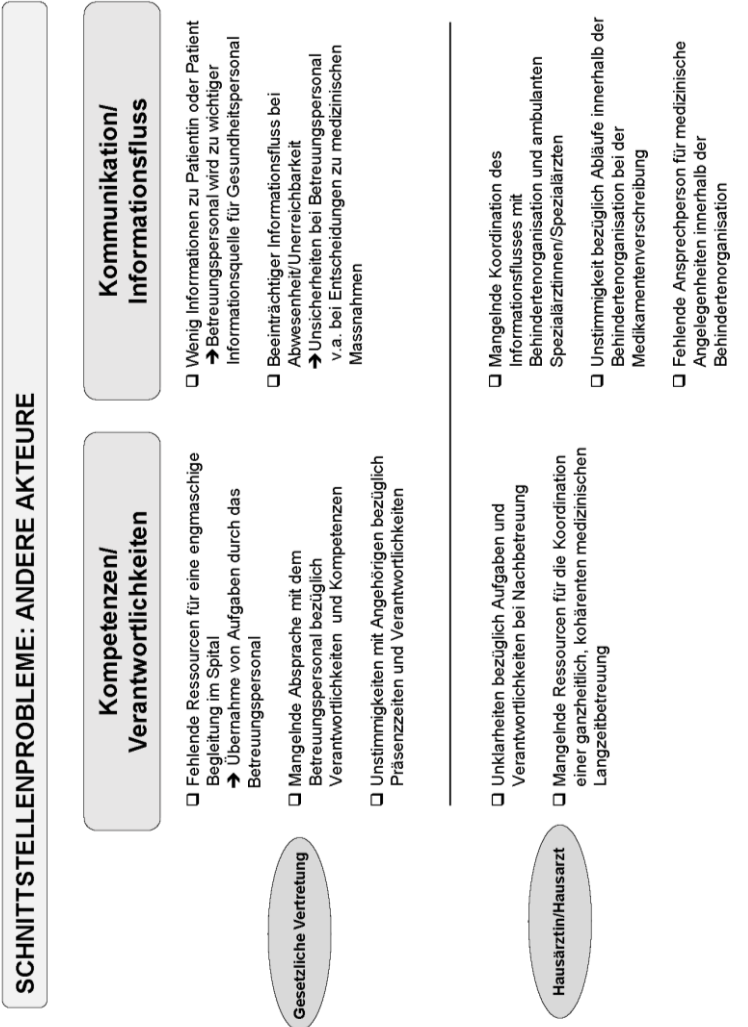 SCHNITTSTELLENPROBLEME: ANDERE AKTEURE
Kompetenzen/
Verantwortlichkeiten
Kommunikation/
Informationsfluss
Gesetzliche Vertretung
❑ Fehlende Ressourcen für eine engmaschige
Begleitung im Spital
➔ Übernahme von Aufgaben durch das
Betreuungspersonal
❑ Mangelnde Absprache mit dem
Betreuungspersonal bezüglich
Verantwortlichkeiten und Kompetenzen
❑ Unstimmigkeiten mit Angehörigen bezüglich
Präsenzzeiten und Verantwortlichkeiten
❑ Wenig Informationen zu Patientin oder Patient
➔Betreuungspersonal wird zu wichtiger
Informationsquelle für Gesundheitspersonal
❑ Beeinträchtiger Informationsfluss bei
Abwesenheit/Unerreichbarkeit
➔Unsicherheiten bei Betreuungspersonal
v.a. bei Entscheidungen zu medizinischen
Massnahmen
Hausärztin/Hausarzt
❑ Unklarheiten bezüglich Aufgaben und
Verantwortlichkeiten bei Nachbetreuung
❑ Mangelnde Ressourcen für die Koordination
einer ganzheitlich, kohärenten medizinischen
Langzeitbetreuung
❑ Mangelnde Koordination des
Informationsflusses mit
Behindertenorganisation und ambulanten
Spezialärztinnen/Spezialärzten
❑ Unstimmigkeit bezüglich Abläufe innerhalb der
Behindertenorganisation bei der
Medikamentenverschreibung
❑ Fehlende Ansprechperson für medizinische
Angelegenheiten innerhalb der
Behindertenorganisation